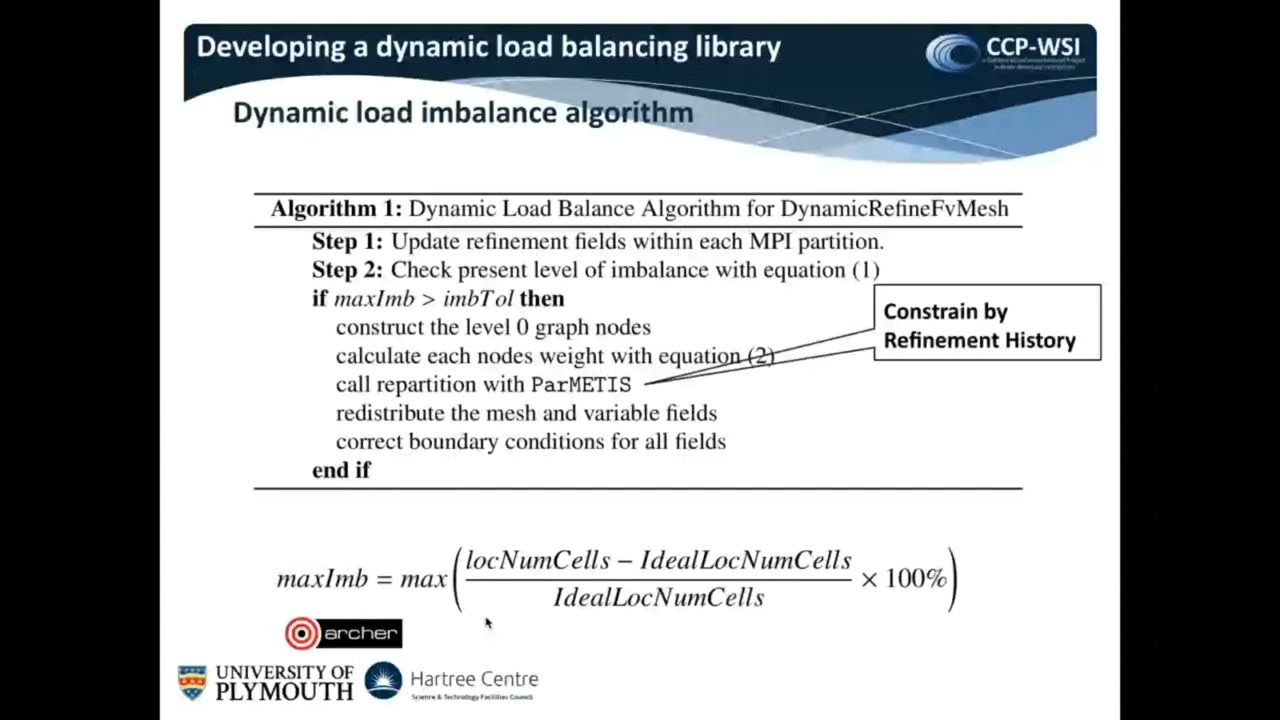 Developing a dynamic load balancing library
CCP-WSI
Dynamic load imbalance algorithm
Algorithm 1: Dynamic Load Balance Algorithm for DynamicRefineFvMesh
Step 1: Update refinement fields within each MPI partition.
Step 2: Check present level of imbalance with equation (1)
if maxImb > imbTol then
construct the level 0 graph nodes
calculate each nodes weight with equation (2)
call repartition with ParMETIS
redistribute the mesh and variable fields
correct boundary conditions for all fields
end if
Constrain by
Refinement History
maxImb = max(locNumCells − IdealLocNumCells / IdealLocNumCells × 100%)
archer
UNIVERSITY OF
PLYMOUTH
Hartree Centre
Science & Technology Facilities Council